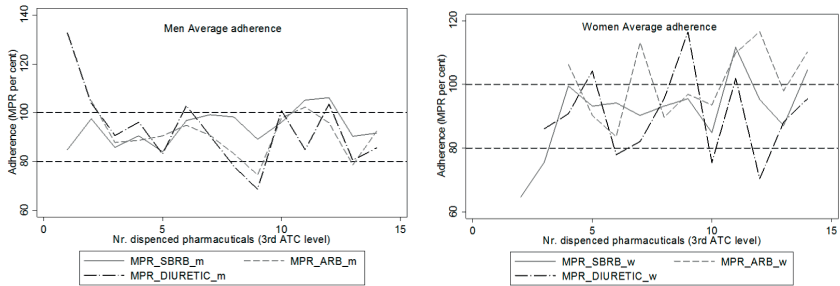 Men Average adherence
Adherence (MPR per cent)
140
120
100
80
60
0
5
10
15
Nr. dispenced pharmacuticals (3rd ATC level)
MPR_SBRB_m
MPR_ARB_m
MPR_DIURETIC_m
Women Average adherence
Adherence (MPR per cent)
120
100
80
60
0
5
10
15
Nr. dispenced pharmacuticals (3rd ATC level)
MPR_SBRB_w
MPR_ARB_w
MPR_DIURETIC_w